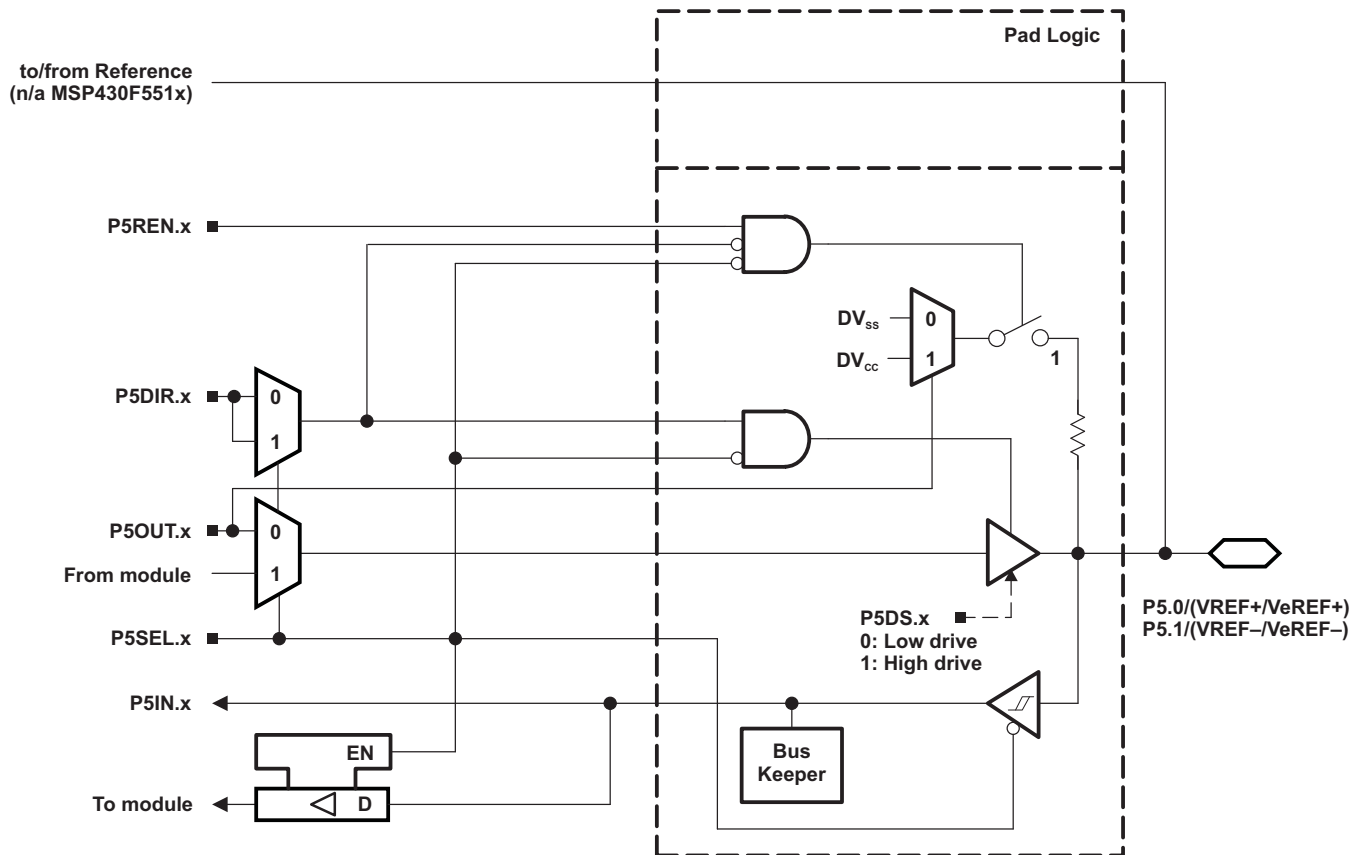 Pad Logic
to/from Reference
(n/a MSP430F551x)
P5REN.x
DVss
0
DVcc
1
1
P5DIR.x
0
1
P5OUT.x
0
From module
1
P5SEL.x
P5DS.x
0: Low drive
1: High drive
P5.0/(VREF+/VeREF+)
P5.1/(VREF–/VeREF–)
P5IN.x
Bus
Keeper
EN
To module
D